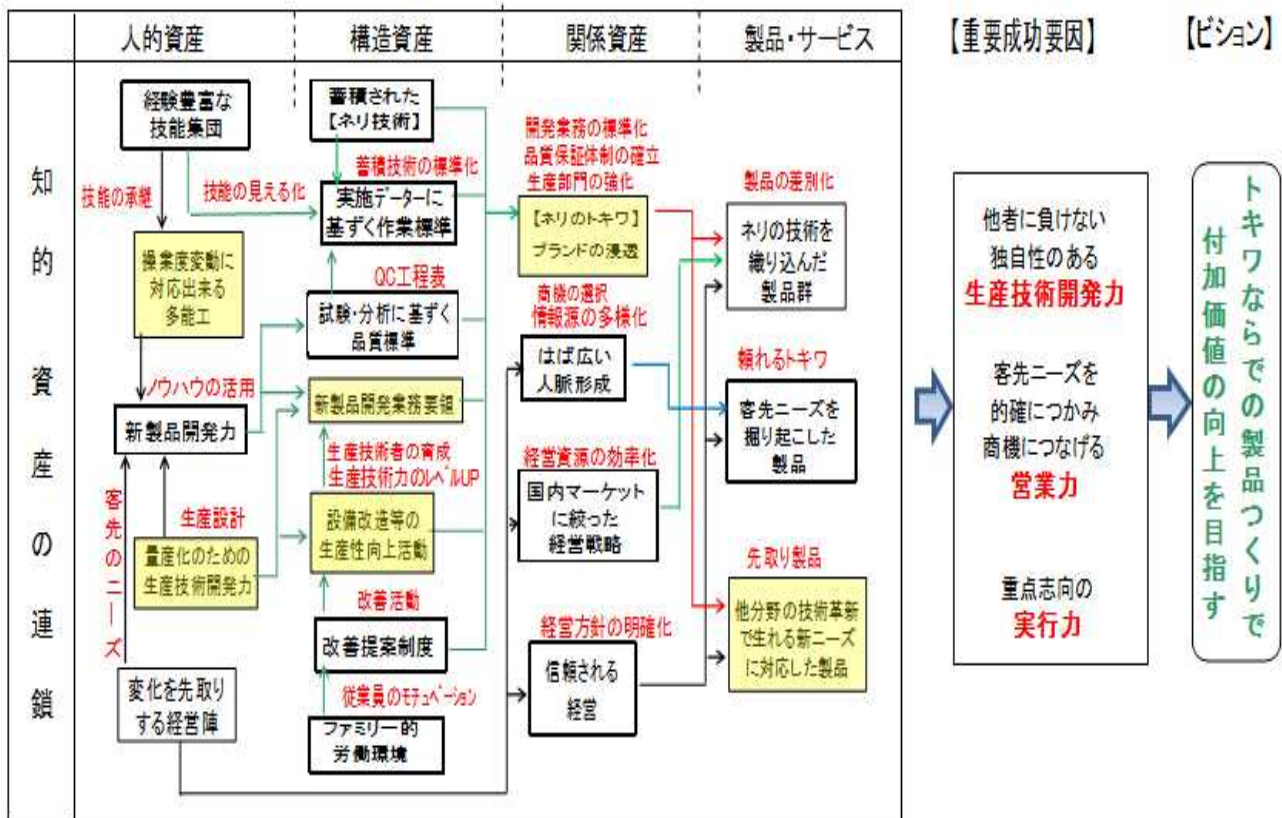 人的資産
構造資産
関係資産
製品・サービス
【重要成功要因】
【ビジョン】
知的資産の連鎖
経験豊富な
技能集団
技能の承継
技能の見える化
操業度変動に
対応出来る
多能工
ノウハウの活用
新製品開発力
客先のニーズ
生産設計
量産化のための
生産技術開発力
変化を先取り
する経営陣
蓄積された
【ネリ技術】
蓄積技術の標準化
実施データーに
基ずく作業標準
QC工程表
試験・分析に基ずく
品質標準
新製品開発業務要領
生産技術者の育成
生産技術力のレベルUP
設備改造等の
生産性向上活動
改善活動
改善提案制度
従業員のモチュベーション
ファミリー的
労働環境
開発業務の標準化
品質保証体制の確立
生産部門の強化
【ネリのトキワ】
ブランドの浸透
商機の選択
情報源の多様化
はば広い
人脈形成
経営資源の効率化
国内マーケット
に絞った
経営戦略
経営方針の明確化
信頼される
経営
製品の差別化
ネリの技術を
織り込んだ
製品群
頼れるトキワ
客先ニーズを
掘り起こした
製品
先取り製品
他分野の技術革新
で生れる新ニーズ
に対応した製品
他者に負けない
独自性のある
生産技術開発力
客先ニーズを
的確につかみ
商機につなげる
営業力
重点志向の
実行力
トキワならでの製品つくりで
付加価値の向上を目指す